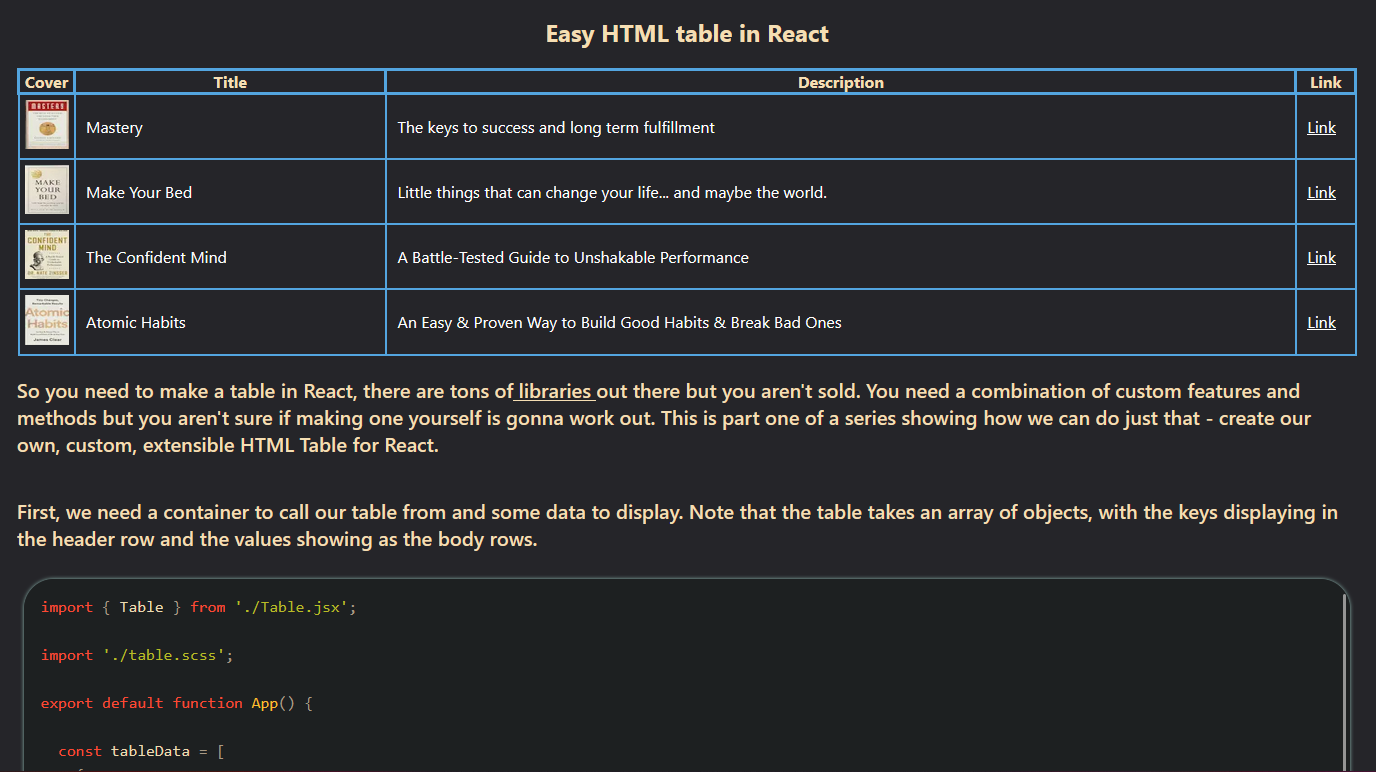 Easy HTML table in React
Cover Title Description Link
MASTERY
Mastery The keys to success and long term fulfillment Link
MAKE
YOUR
BED
Make Your Bed Little things that can change your life... and maybe the world. Link
CONFIDENT
MIND
The Confident Mind A Battle-Tested Guide to Unshakable Performance Link
Atomic
Habits
James Clear
Atomic Habits An Easy & Proven Way to Build Good Habits & Break Bad Ones Link
So you need to make a table in React, there are tons of libraries out there but you aren't sold. You need a combination of custom features and
methods but you aren't sure if making one yourself is gonna work out. This is part one of a series showing how we can do just that - create our
own, custom, extensible HTML Table for React.
First, we need a container to call our table from and some data to display. Note that the table takes an array of objects, with the keys displaying in
the header row and the values showing as the body rows.
import { Table } from './Table.jsx';
import './table.scss';
export default function App() {
const tableData = [